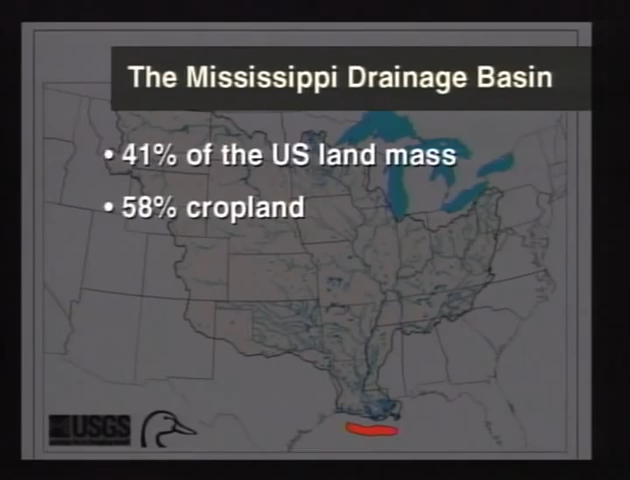 The Mississippi Drainage Basin
• 41% of the US land mass
• 58% cropland
USGS